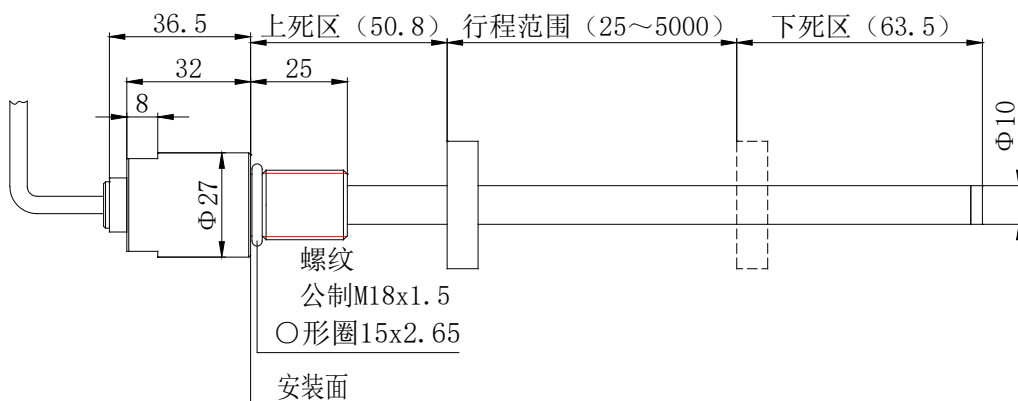 36.5
上死区（50.8）
行程范围（25～5000）
下死区（63.5）
32
25
8
Φ10
Φ27
螺纹
公制M18x1.5
○形圈15x2.65
安装面